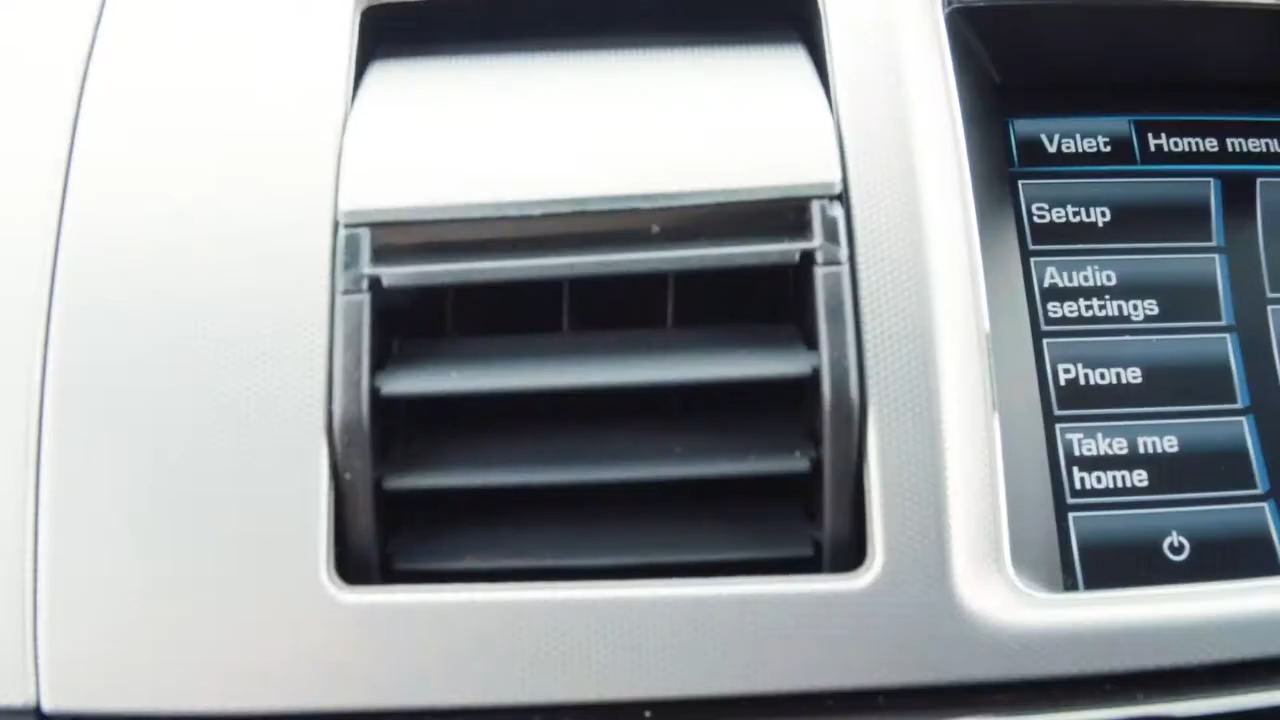 Valet
Home menu
Setup
Audio
settings
Phone
Take me
home